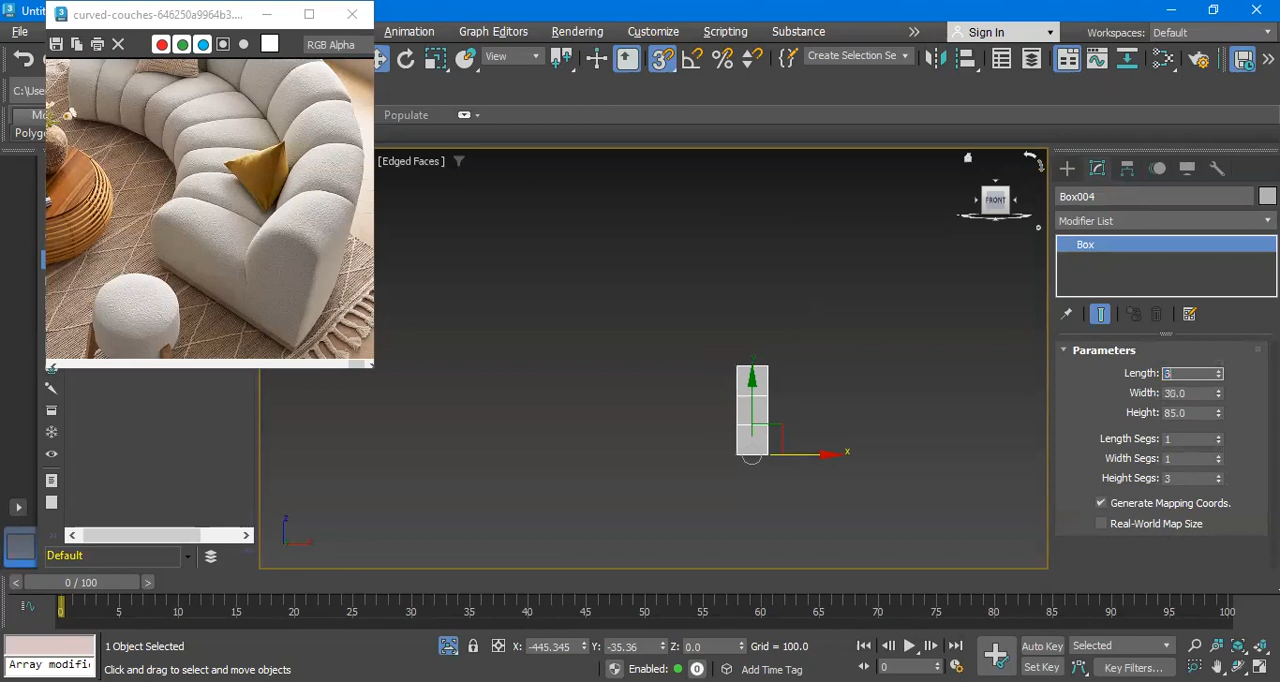 Untit
curved-couches-646250a9964b3....
File
Animation
Graph Editors
Rendering
Customize
Scripting
Substance
Sign In
Workspaces: Default
RGB Alpha
View
Create Selection Se
C:\Use
Mo
Populate
Polyg
[Edged Faces ]
FRONT
Box004
Modifier List
Box
Parameters
Length: 3
Width: 30.0
Height: 85.0
Length Segs: 1
Width Segs: 1
Height Segs: 3
Generate Mapping Coords.
Real-World Map Size
x
z
Default
0 / 100
0 5 10 15 20 25 30 35 40 45 50 55 60 65 70 75 80 85 90 95 100
1 Object Selected
X: -445.345
Y: -35.36
Z: 0.0
Grid = 100.0
Auto Key
Selected
Array modifi
Click and drag to select and move objects
Enabled:
Add Time Tag
0
Set Key
Key Filters...